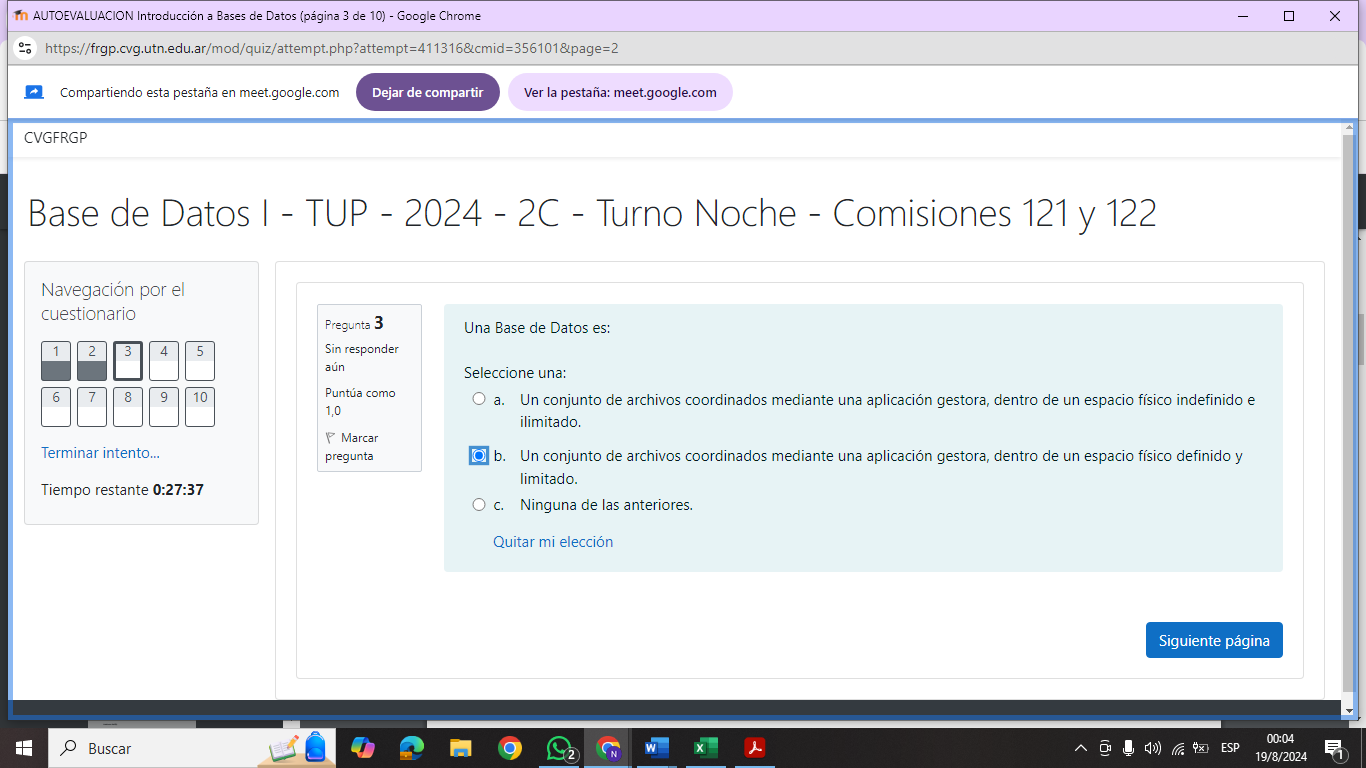 AUTOEVALUACION Introducción a Bases de Datos (página 3 de 10) - Google Chrome
https://frgp.cvg.utn.edu.ar/mod/quiz/attempt.php?attempt=411316&cmid=356101&page=2
Compartiendo esta pestaña en meet.google.com
Dejar de compartir
Ver la pestaña: meet.google.com
CVGFRGP
Base de Datos I - TUP - 2024 - 2C - Turno Noche - Comisiones 121 y 122
Navegación por el
cuestionario
1 2 3 4 5
6 7 8 9 10
Terminar intento...
Tiempo restante 0:27:37
Pregunta 3
Sin responder
aún
Puntúa como
1,0
Marcar
pregunta
Una Base de Datos es:
Seleccione una:
a. Un conjunto de archivos coordinados mediante una aplicación gestora, dentro de un espacio físico indefinido e
ilimitado.
b. Un conjunto de archivos coordinados mediante una aplicación gestora, dentro de un espacio físico definido y
limitado.
c. Ninguna de las anteriores.
Quitar mi elección
Siguiente página
Buscar
2
N
ESP
00:04
19/8/2024
1